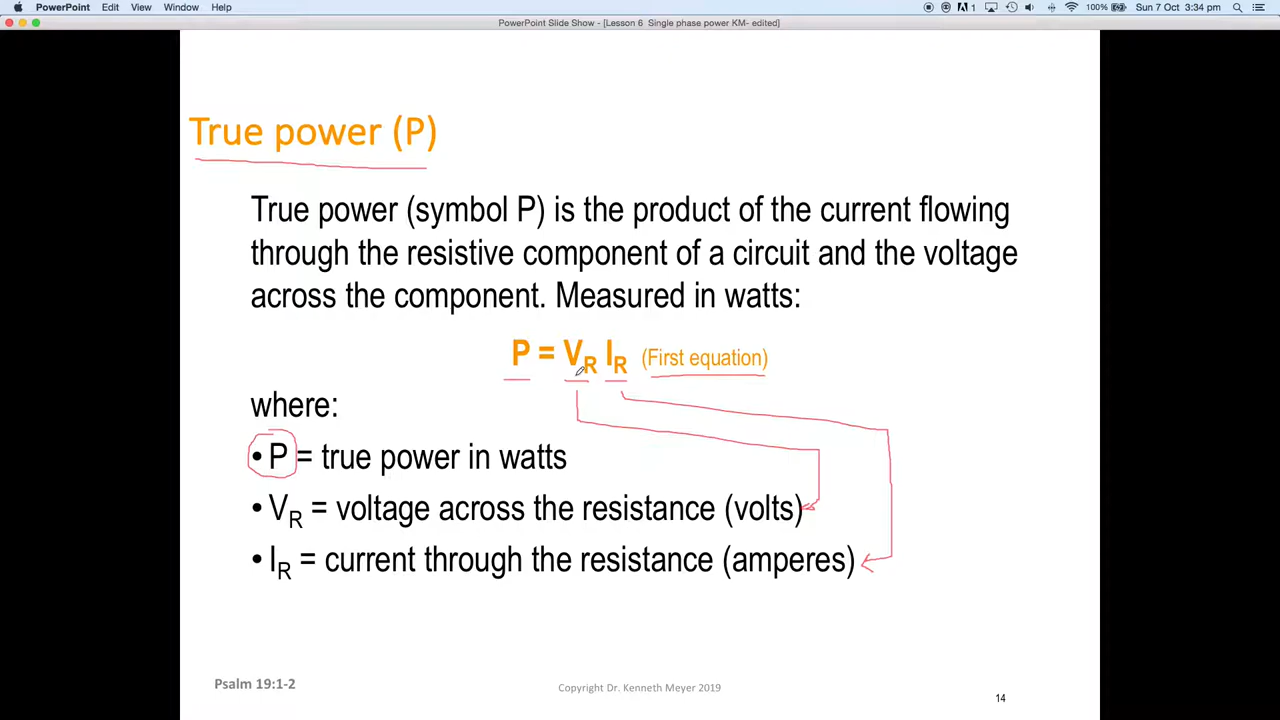 PowerPoint Edit View Window Help 1 100% Sun 7 Oct 3:34 pm
PowerPoint Slide Show - [Lesson 6 Single phase power KM- edited]
True power (P)
True power (symbol P) is the product of the current flowing
through the resistive component of a circuit and the voltage
across the component. Measured in watts:
P = VR IR (First equation)
where:
• P = true power in watts
• VR = voltage across the resistance (volts)
• IR = current through the resistance (amperes)
Psalm 19:1-2
Copyright Dr. Kenneth Meyer 2019
14